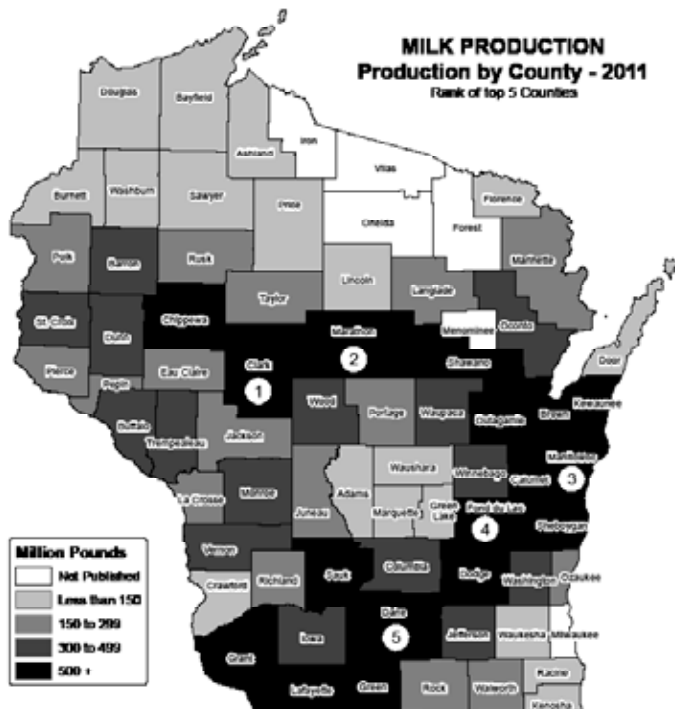 MILK PRODUCTION
Production by County - 2011
Rank of top 5 Counties
Douglas
Bayfield
Ashland
Iron
Vilas
Burnett
Washburn
Sawyer
Price
Oneida
Forest
Florence
Polk
Barron
Rusk
Taylor
Lincoln
Langlade
Marinette
St. Croix
Dunn
Chippewa
Clark
1
Marathon
2
Menominee
Shawano
Oconto
Door
Pierce
Pepin
Eau Claire
Buffalo
Trempealeau
Jackson
Wood
Portage
Waupaca
Outagamie
Brown
Kewaunee
La Crosse
Monroe
Juneau
Adams
Waushara
Marquette
Green
Lake
Winnebago
Calumet
Manitowoc
3
Fond du Lac
4
Sheboygan
Vernon
Crawford
Richland
Sauk
Columbia
Dodge
Washington
Ozaukee
Grant
Iowa
Dane
5
Jefferson
Waukesha
Milwaukee
Lafayette
Green
Rock
Walworth
Racine
Kenosha
Million Pounds
Not Published
Less than 150
150 to 299
300 to 499
500 +